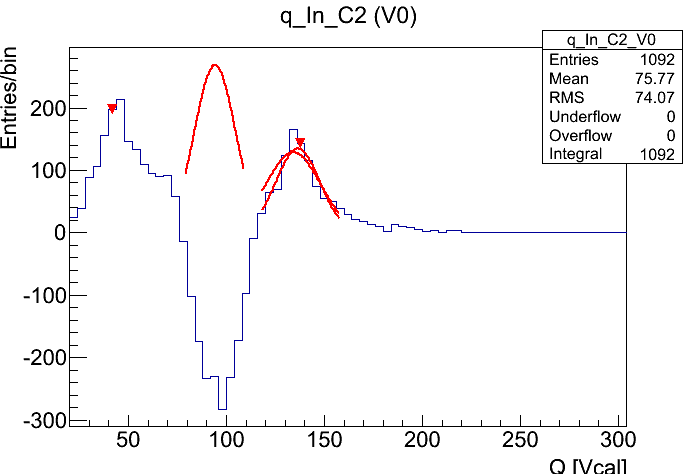 q_In_C2 (V0)
q_In_C2_V0
Entries 1092
Mean 75.77
RMS 74.07
Underflow 0
Overflow 0
Integral 1092
Entries/bin
200
100
0
-100
-200
-300
50 100 150 200 250 300
Q [Vcal]